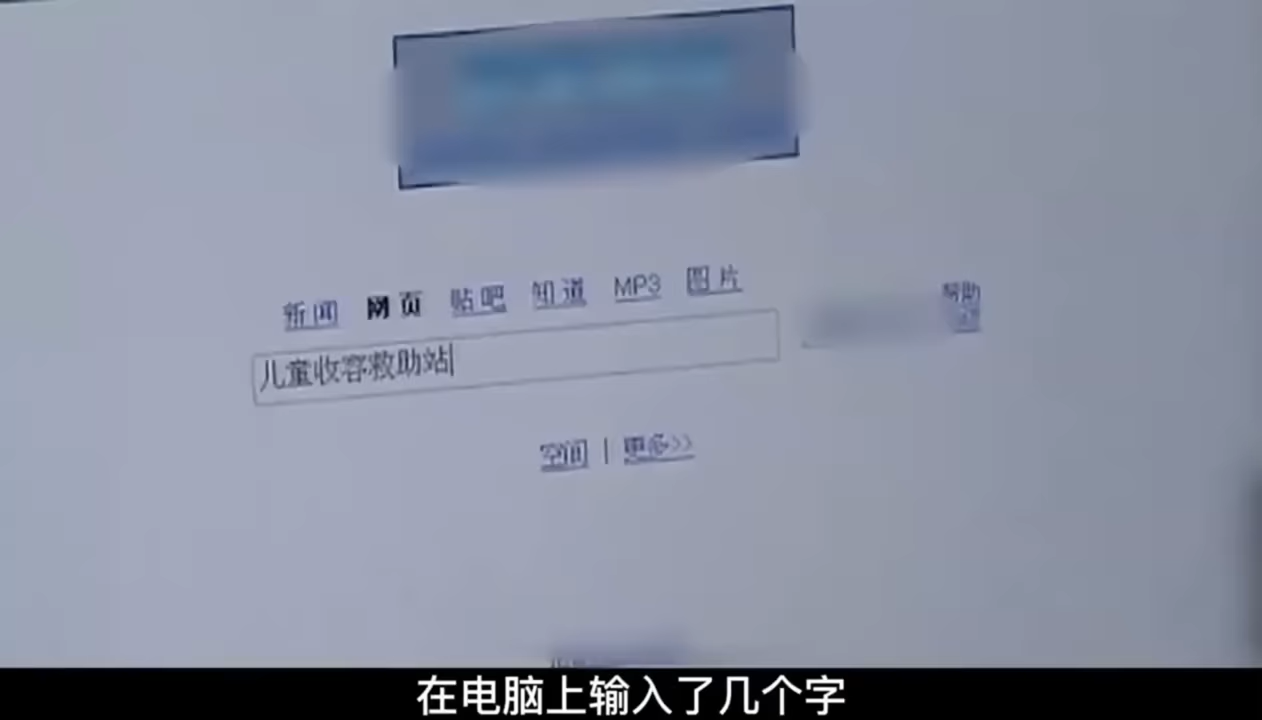 新闻 网页 贴吧 知道 MP3 图片
帮助
儿童收容救助站
空间 | 更多>>
在电脑上输入了几个字